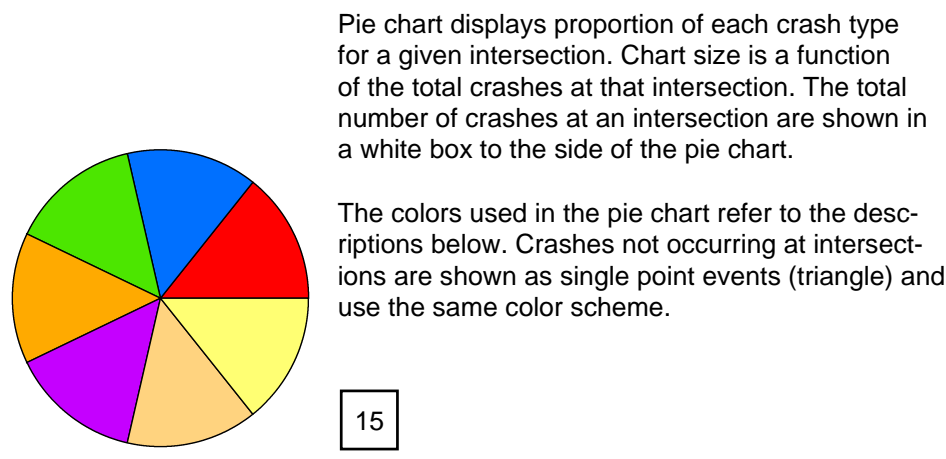 Pie chart displays proportion of each crash type
for a given intersection. Chart size is a function
of the total crashes at that intersection. The total
number of crashes at an intersection are shown in
a white box to the side of the pie chart.
The colors used in the pie chart refer to the desc-
riptions below. Crashes not occurring at intersect-
ions are shown as single point events (triangle) and
use the same color scheme.
15